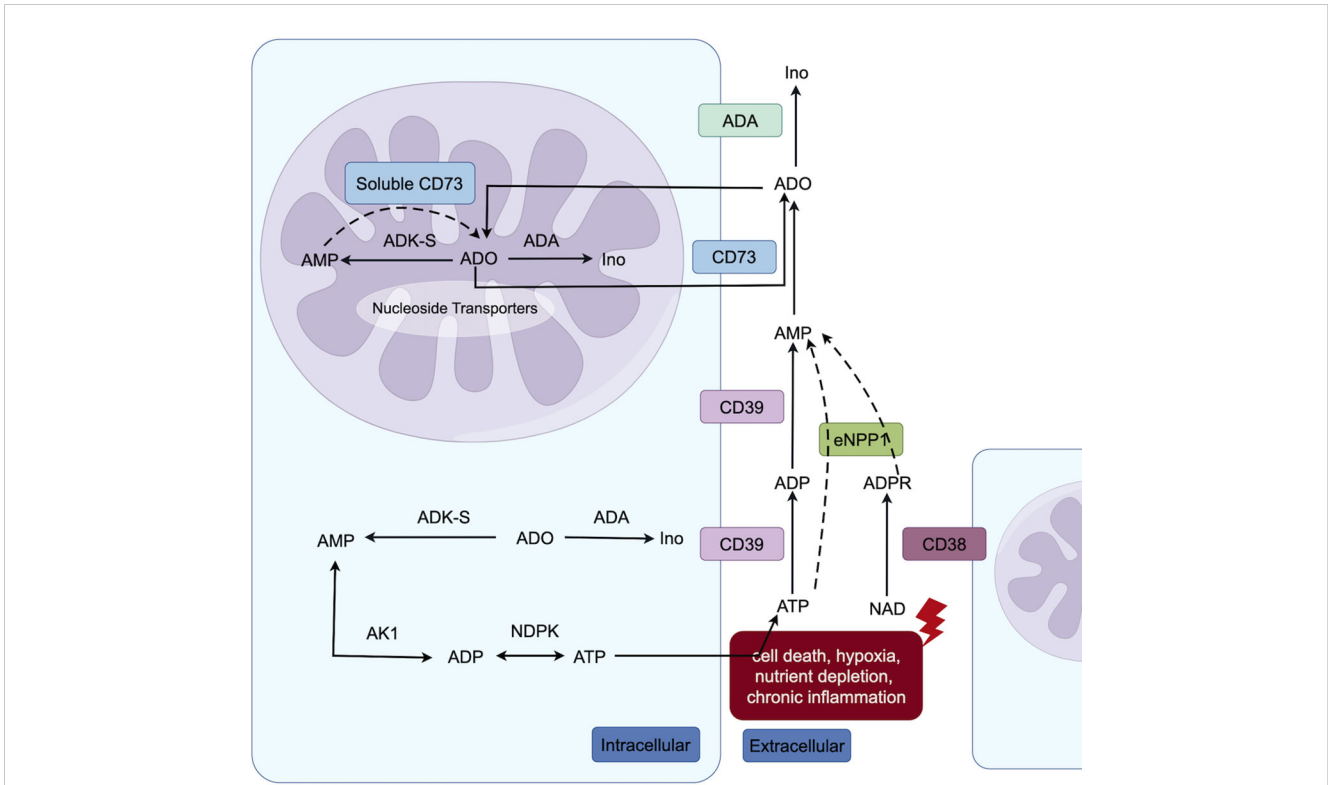 Ino
ADA
Soluble CD73
ADO
ADK-S
ADA
CD73
AMP
ADO
Ino
Nucleoside Transporters
AMP
CD39
eNPP1
ADP
ADPR
ADK-S
ADA
AMP
ADO
Ino
CD39
CD38
ATP
NAD
AK1
NDPK
ADP
ATP
cell death, hypoxia,
nutrient depletion,
chronic inflammation
Intracellular
Extracellular